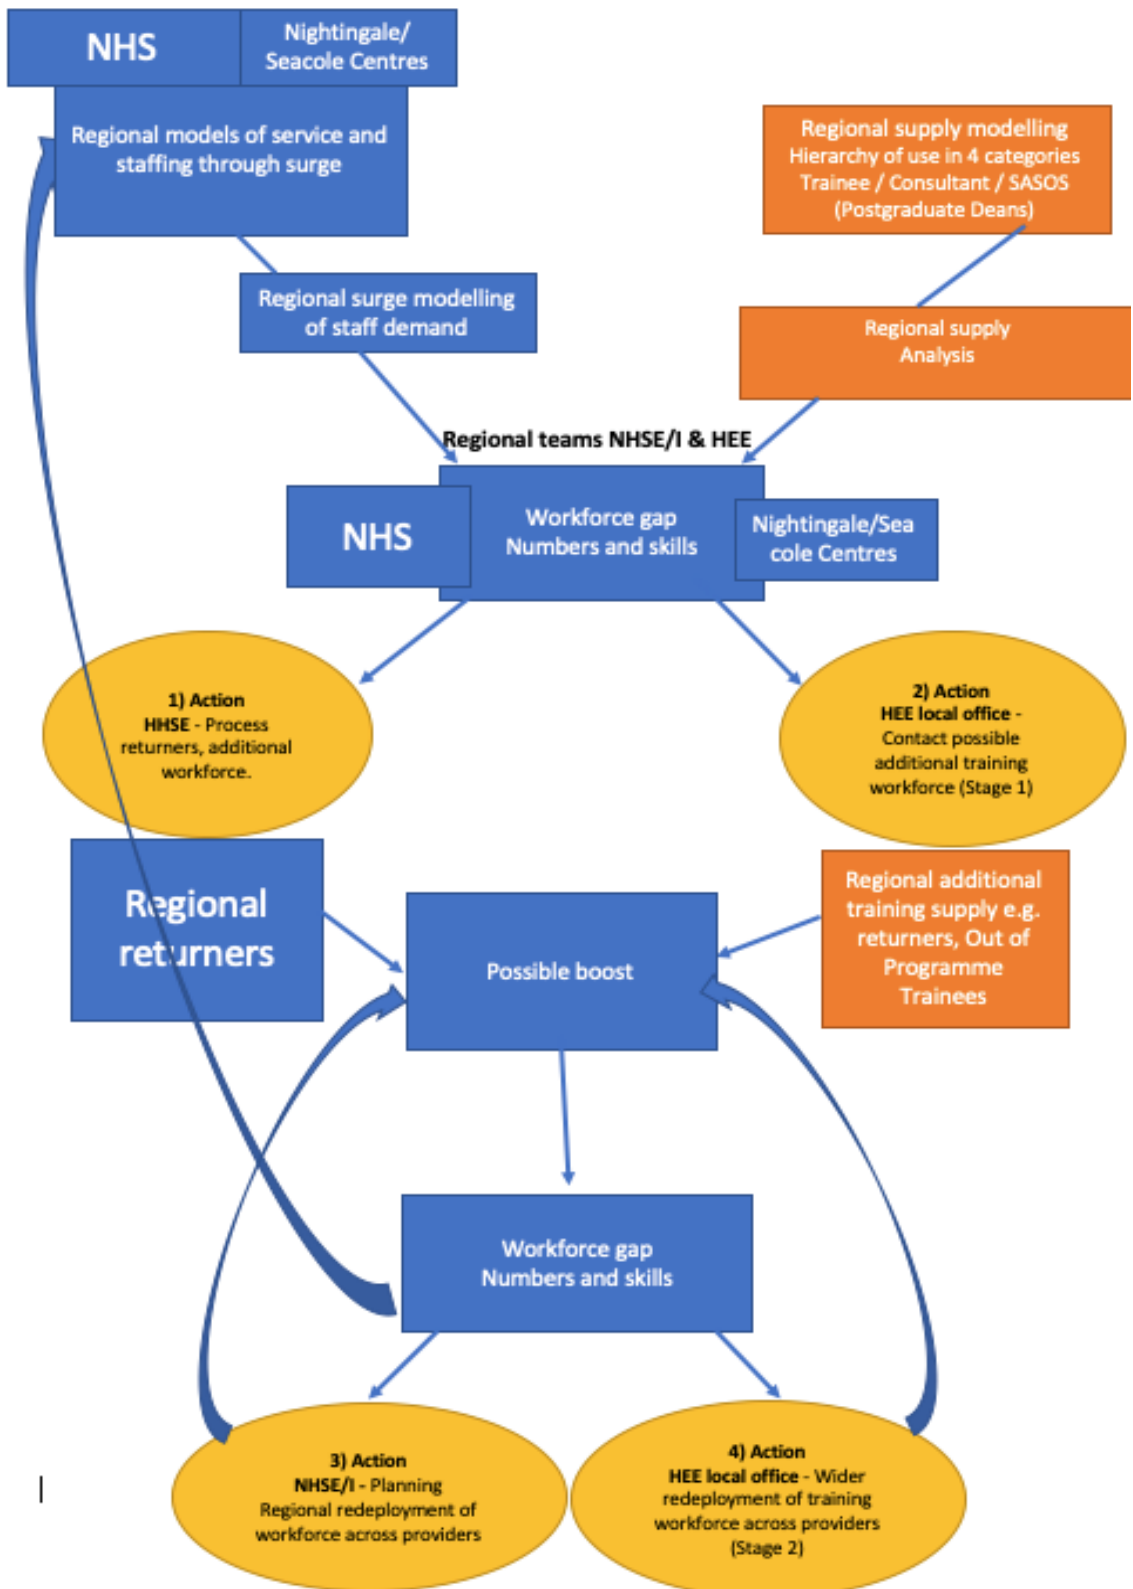 NHS
Nightingale/
Seacole Centres
Regional models of service and
staffing through surge
Regional supply modelling
Hierarchy of use in 4 categories
Trainee / Consultant / SASOS
(Postgraduate Deans)
Regional surge modelling
of staff demand
Regional supply
Analysis
Regional teams NHSE/I & HEE
NHS
Workforce gap
Numbers and skills
Nightingale/Sea
cole Centres
1) Action
HHSE - Process
returners, additional
workforce.
2) Action
HEE local office -
Contact possible
additional training
workforce (Stage 1)
Regional
returners
Possible boost
Regional additional
training supply e.g.
returners, Out of
Programme
Trainees
Workforce gap
Numbers and skills
3) Action
NHSE/I - Planning
Regional redeployment of
workforce across providers
4) Action
HEE local office - Wider
redeployment of training
workforce across providers
(Stage 2)